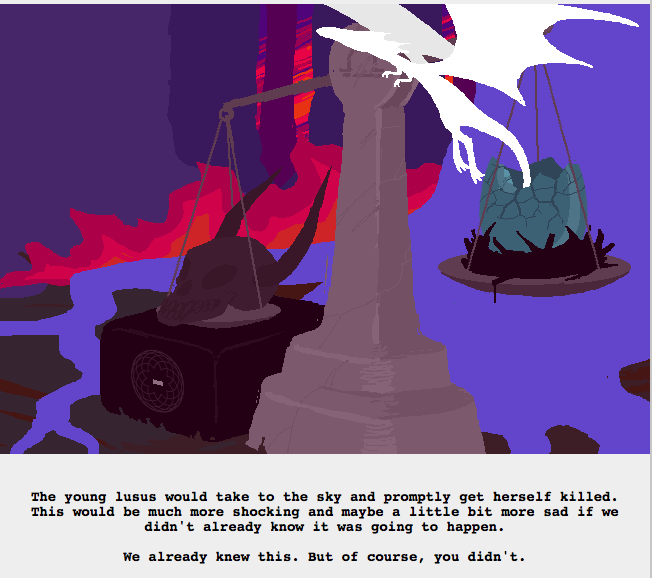 The young lusus would take to the sky and promptly get herself killed.
This would be much more shocking and maybe a little bit more sad if we
didn't already know it was going to happen.
We already knew this. But of course, you didn't.